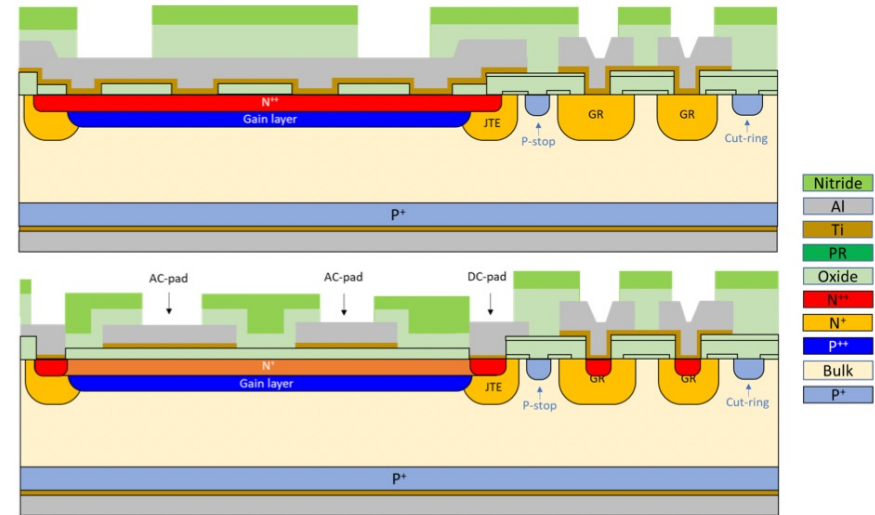 N⁺⁺
Gain layer
JTE
GR
GR
P-stop
Cut-ring
P⁺
AC-pad
AC-pad
DC-pad
N⁺
Gain layer
JTE
GR
GR
P-stop
Cut-ring
P⁺
Nitride
Al
Ti
PR
Oxide
N⁺⁺
N⁺
P⁺⁺
Bulk
P⁺